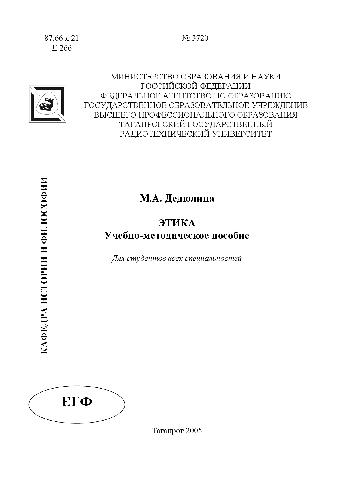 87.66 я 21
№ 3720
Д 266
МИНИСТЕРСТВО ОБРАЗОВАНИЯ И НАУКИ
РОССИЙСКОЙ ФЕДЕРАЦИИ
ФЕДЕРАЛЬНОЕ АГЕНТСТВО ПО ОБРАЗОВАНИЮ
ГОСУДАРСТВЕННОЕ ОБРАЗОВАТЕЛЬНОЕ УЧРЕЖДЕНИЕ
ВЫСШЕГО ПРОФЕССИОНАЛЬНОГО ОБРАЗОВАНИЯ
ТАГАНРОГСКИЙ ГОСУДАРСТВЕННЫЙ
РАДИОТЕХНИЧЕСКИЙ УНИВЕРСИТЕТ
КАФЕДРА ИСТОРИИ И ФИЛОСОФИИ
М.А. Дедюлина
ЭТИКА
Учебно-методическое пособие
Для студентов всех специальностей
ЕГФ
Таганрог 2005